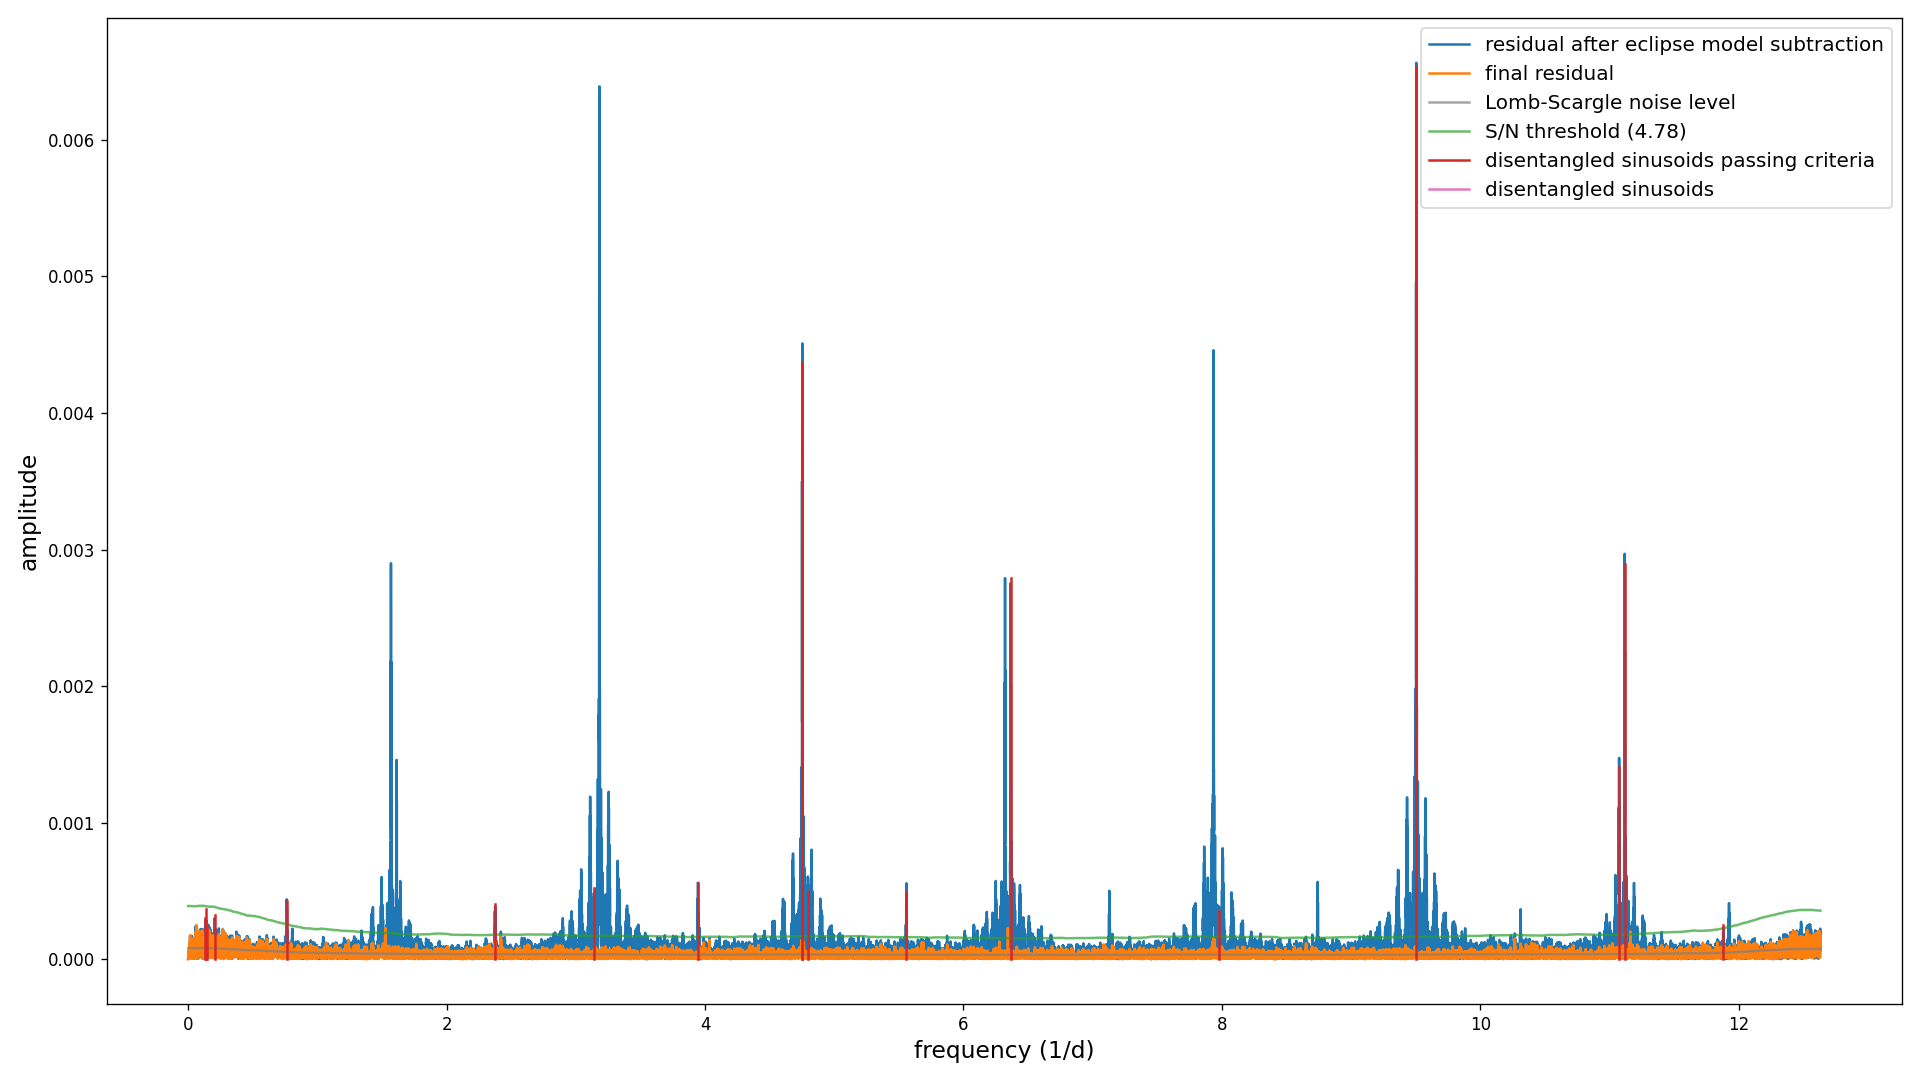 residual after eclipse model subtraction
final residual
Lomb-Scargle noise level
S/N threshold (4.78)
disentangled sinusoids passing criteria
disentangled sinusoids
amplitude
0.006
0.005
0.004
0.003
0.002
0.001
0.000
0 2 4 6 8 10 12
frequency (1/d)